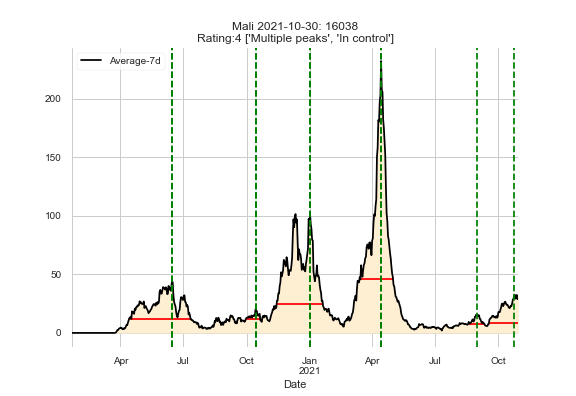 Mali 2021-10-30: 16038
Rating:4 ['Multiple peaks', 'In control']
Average-7d
200
150
100
50
0
Apr Jul Oct Jan Apr Jul Oct
2021
Date